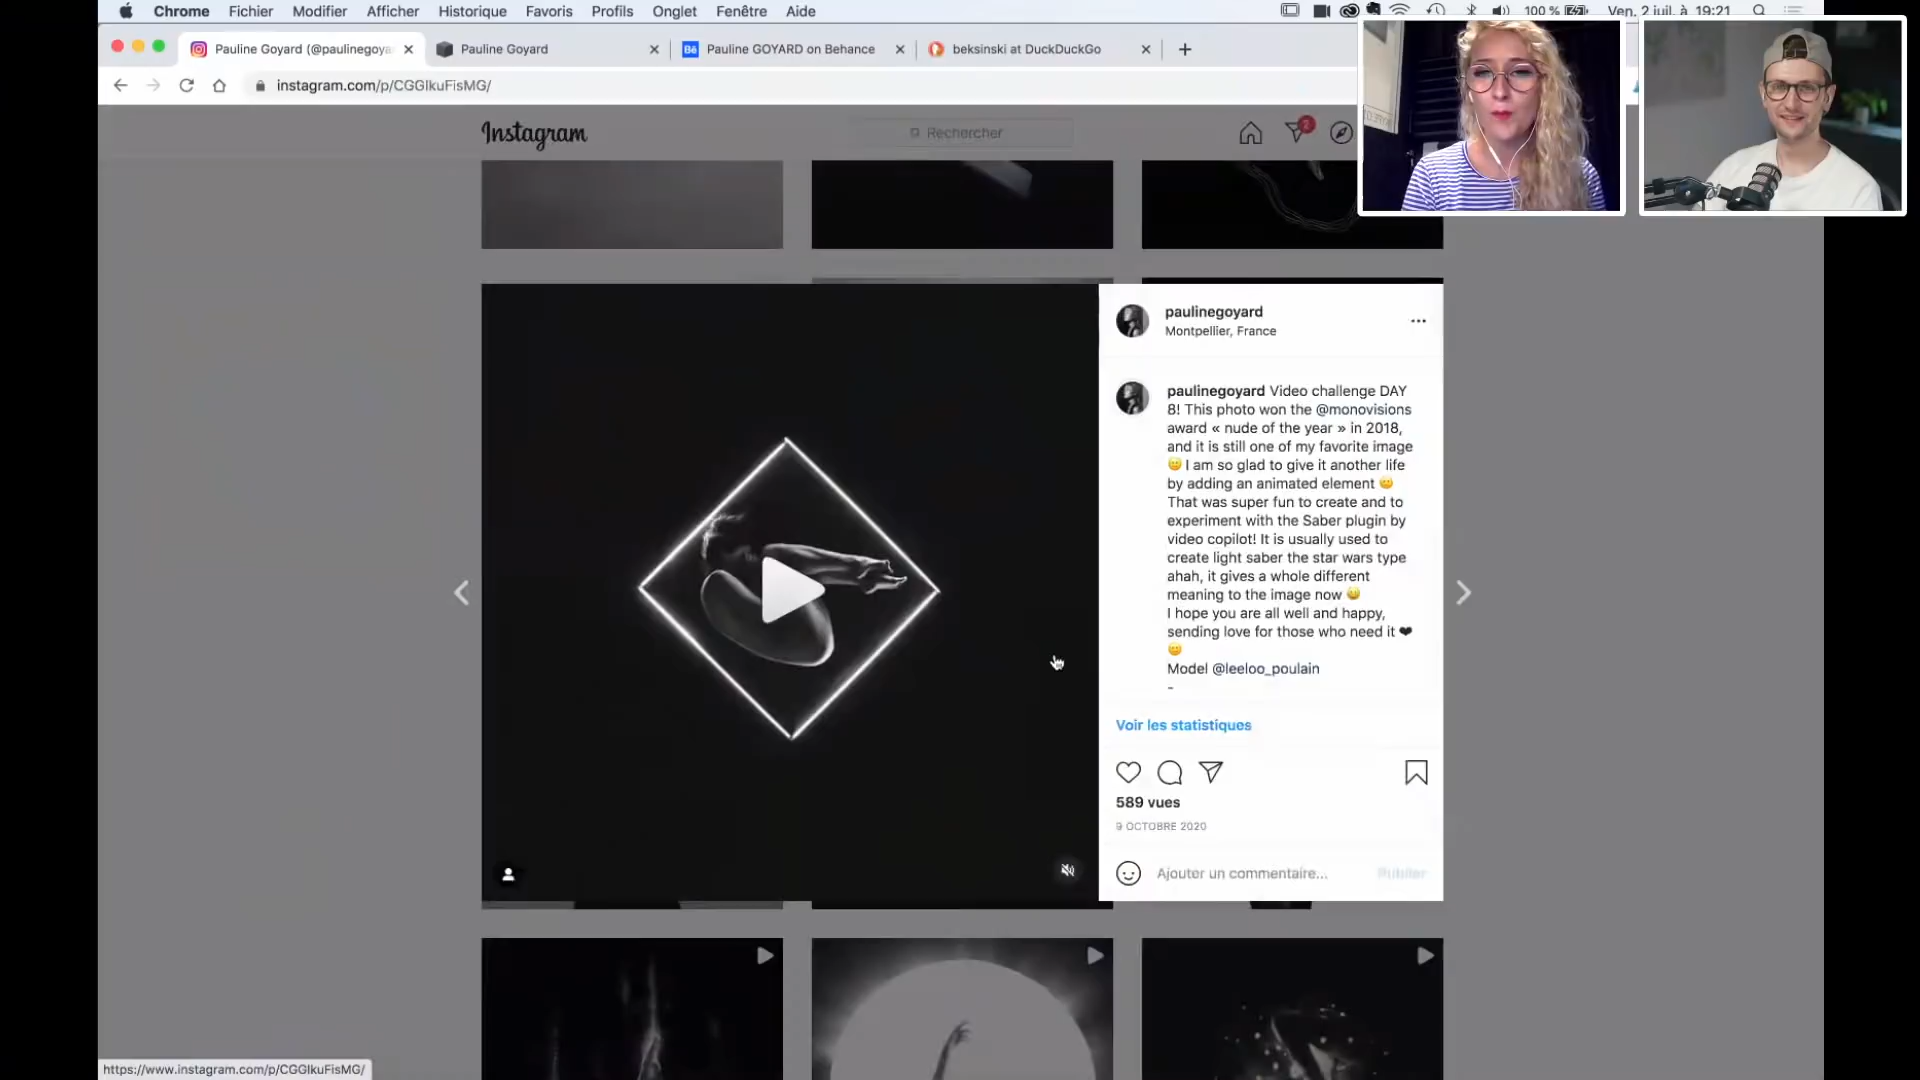 Chrome Fichier Modifier Afficher Historique Favoris Profils Onglet Fenêtre Aide 100 % Ven. 2 juil. à 19:21
Pauline Goyard (@paulinegoya Pauline Goyard Bē Pauline GOYARD on Behance beksinski at DuckDuckGo
instagram.com/p/CGGIkuFisMG/
Instagram Rechercher 2
paulinegoyard
Montpellier, France
paulinegoyard Video challenge DAY
8! This photo won the @monovisions
award « nude of the year » in 2018,
and it is still one of my favorite image
🙂 I am so glad to give it another life
by adding an animated element 😄
That was super fun to create and to
experiment with the Saber plugin by
video copilot! It is usually used to
create light saber the star wars type
ahah, it gives a whole different
meaning to the image now 😄
I hope you are all well and happy,
sending love for those who need it ❤
🙂
Model @leeloo_poulain
-
Voir les statistiques
589 vues
9 OCTOBRE 2020
Ajouter un commentaire... Publier
https://www.instagram.com/p/CGGIkuFisMG/